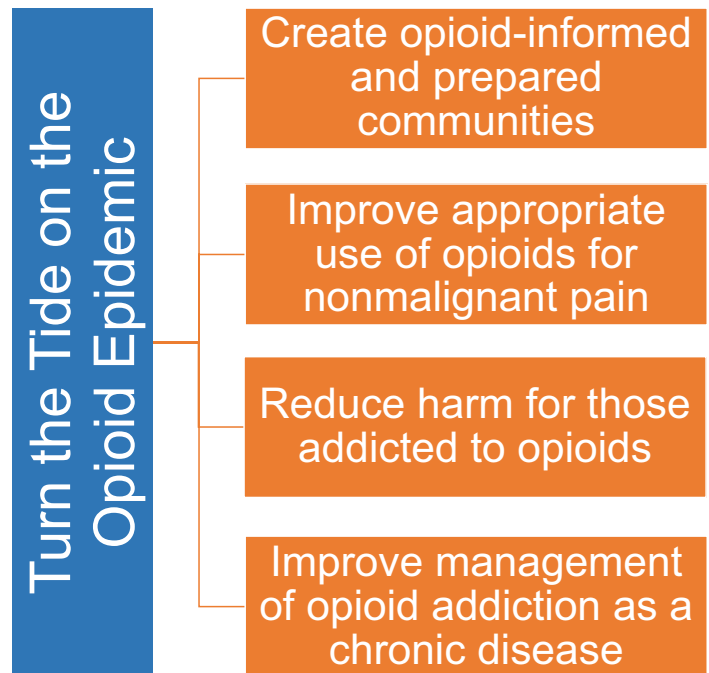 Turn the Tide on the
Opioid Epidemic
Create opioid-informed
and prepared
communities
Improve appropriate
use of opioids for
nonmalignant pain
Reduce harm for those
addicted to opioids
Improve management
of opioid addiction as a
chronic disease